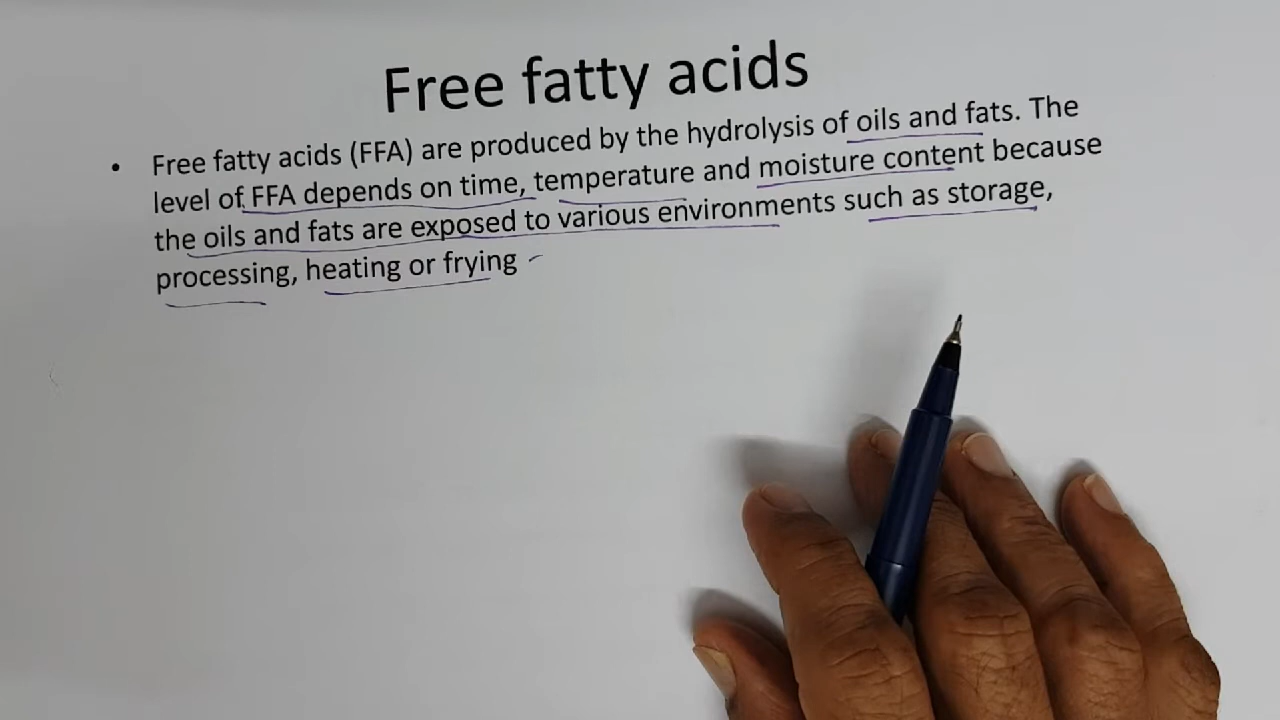 Free fatty acids
• Free fatty acids (FFA) are produced by the hydrolysis of oils and fats. The
level of FFA depends on time, temperature and moisture content because
the oils and fats are exposed to various environments such as storage,
processing, heating or frying